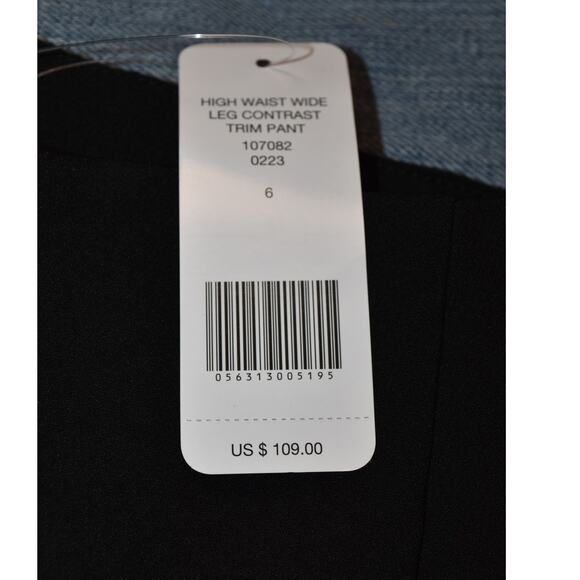 HIGH WAIST WIDE
LEG CONTRAST
TRIM PANT
107082
0223
6
056313005195
US $ 109.00